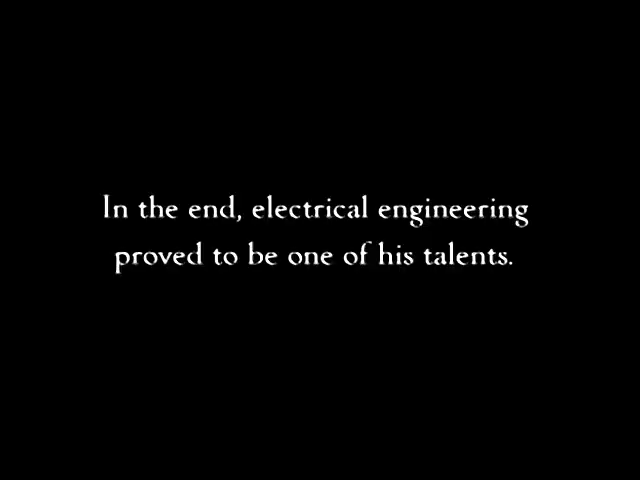 In the end, electrical engineering
proved to be one of his talents.